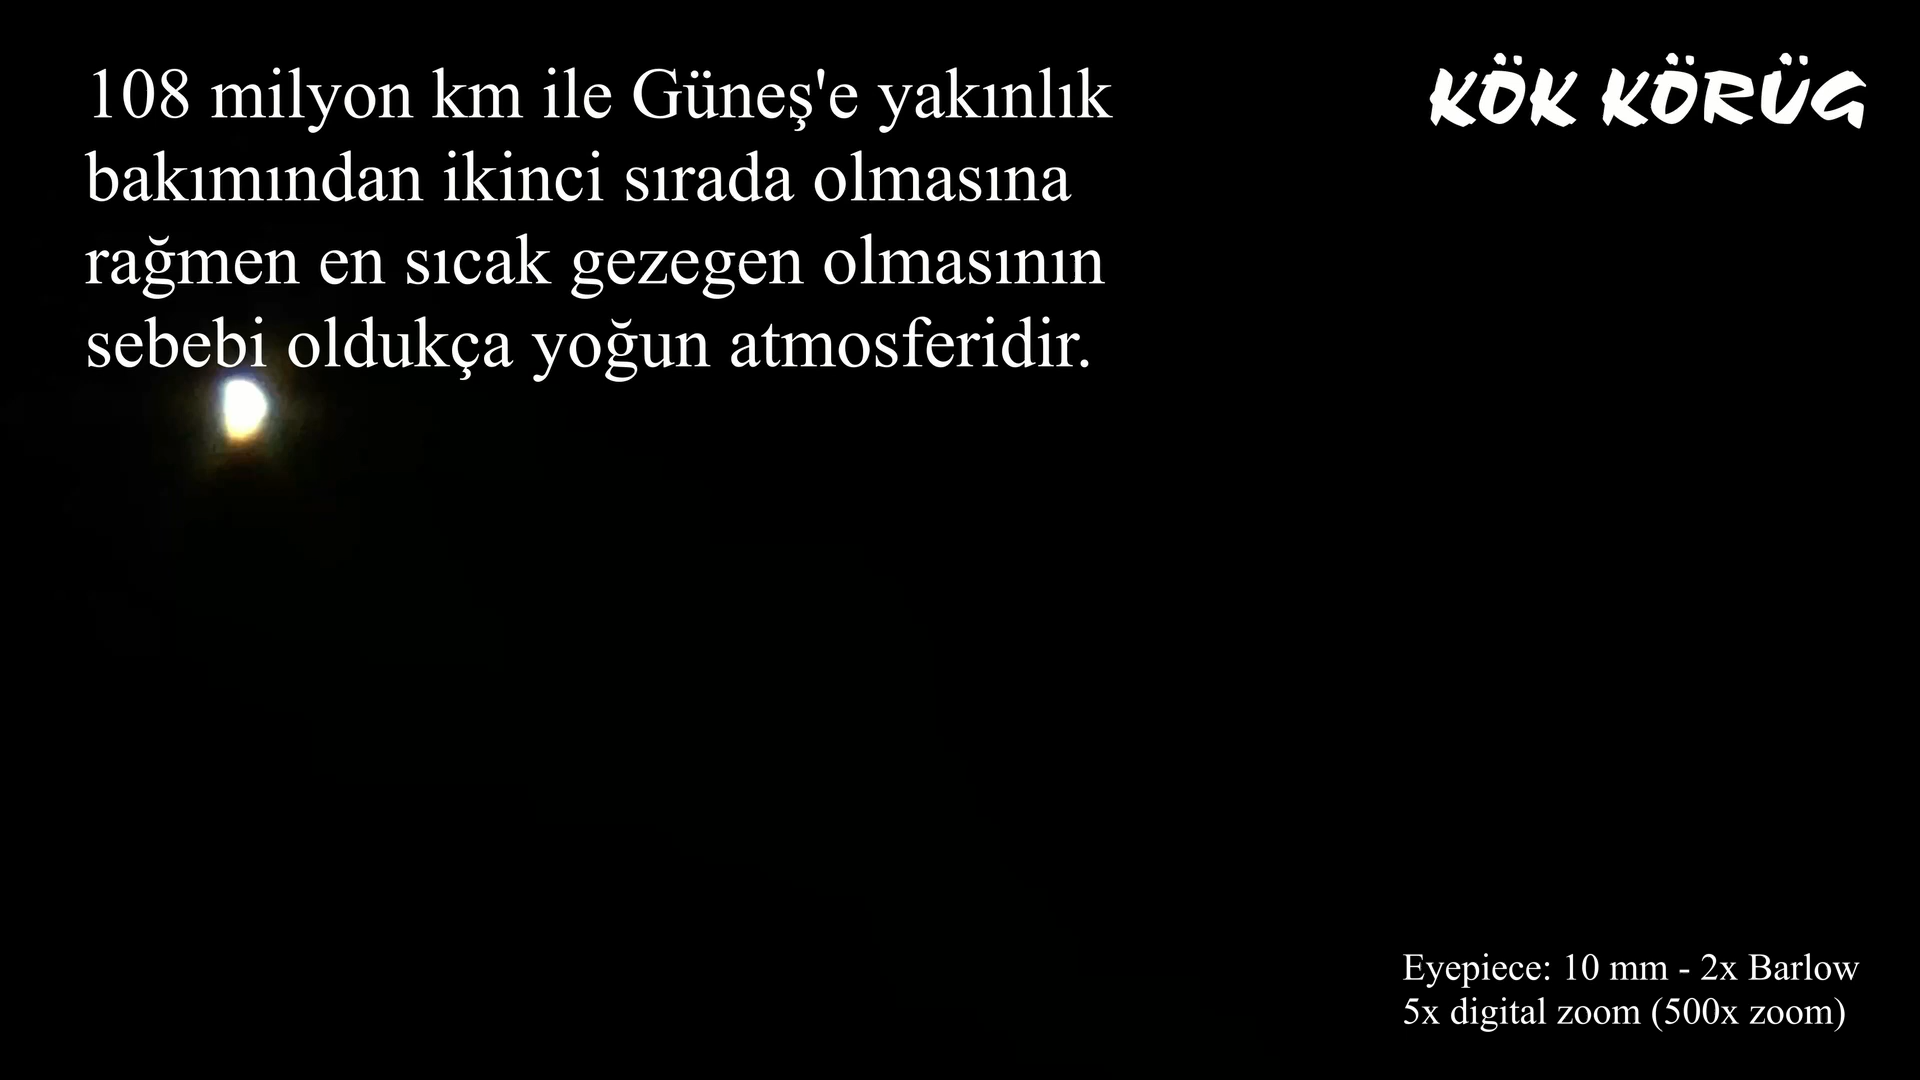 108 milyon km ile Güneş'e yakınlık
bakımından ikinci sırada olmasına
rağmen en sıcak gezegen olmasının
sebebi oldukça yoğun atmosferidir.
KÖK KÖRÜG
Eyepiece: 10 mm - 2x Barlow
5x digital zoom (500x zoom)